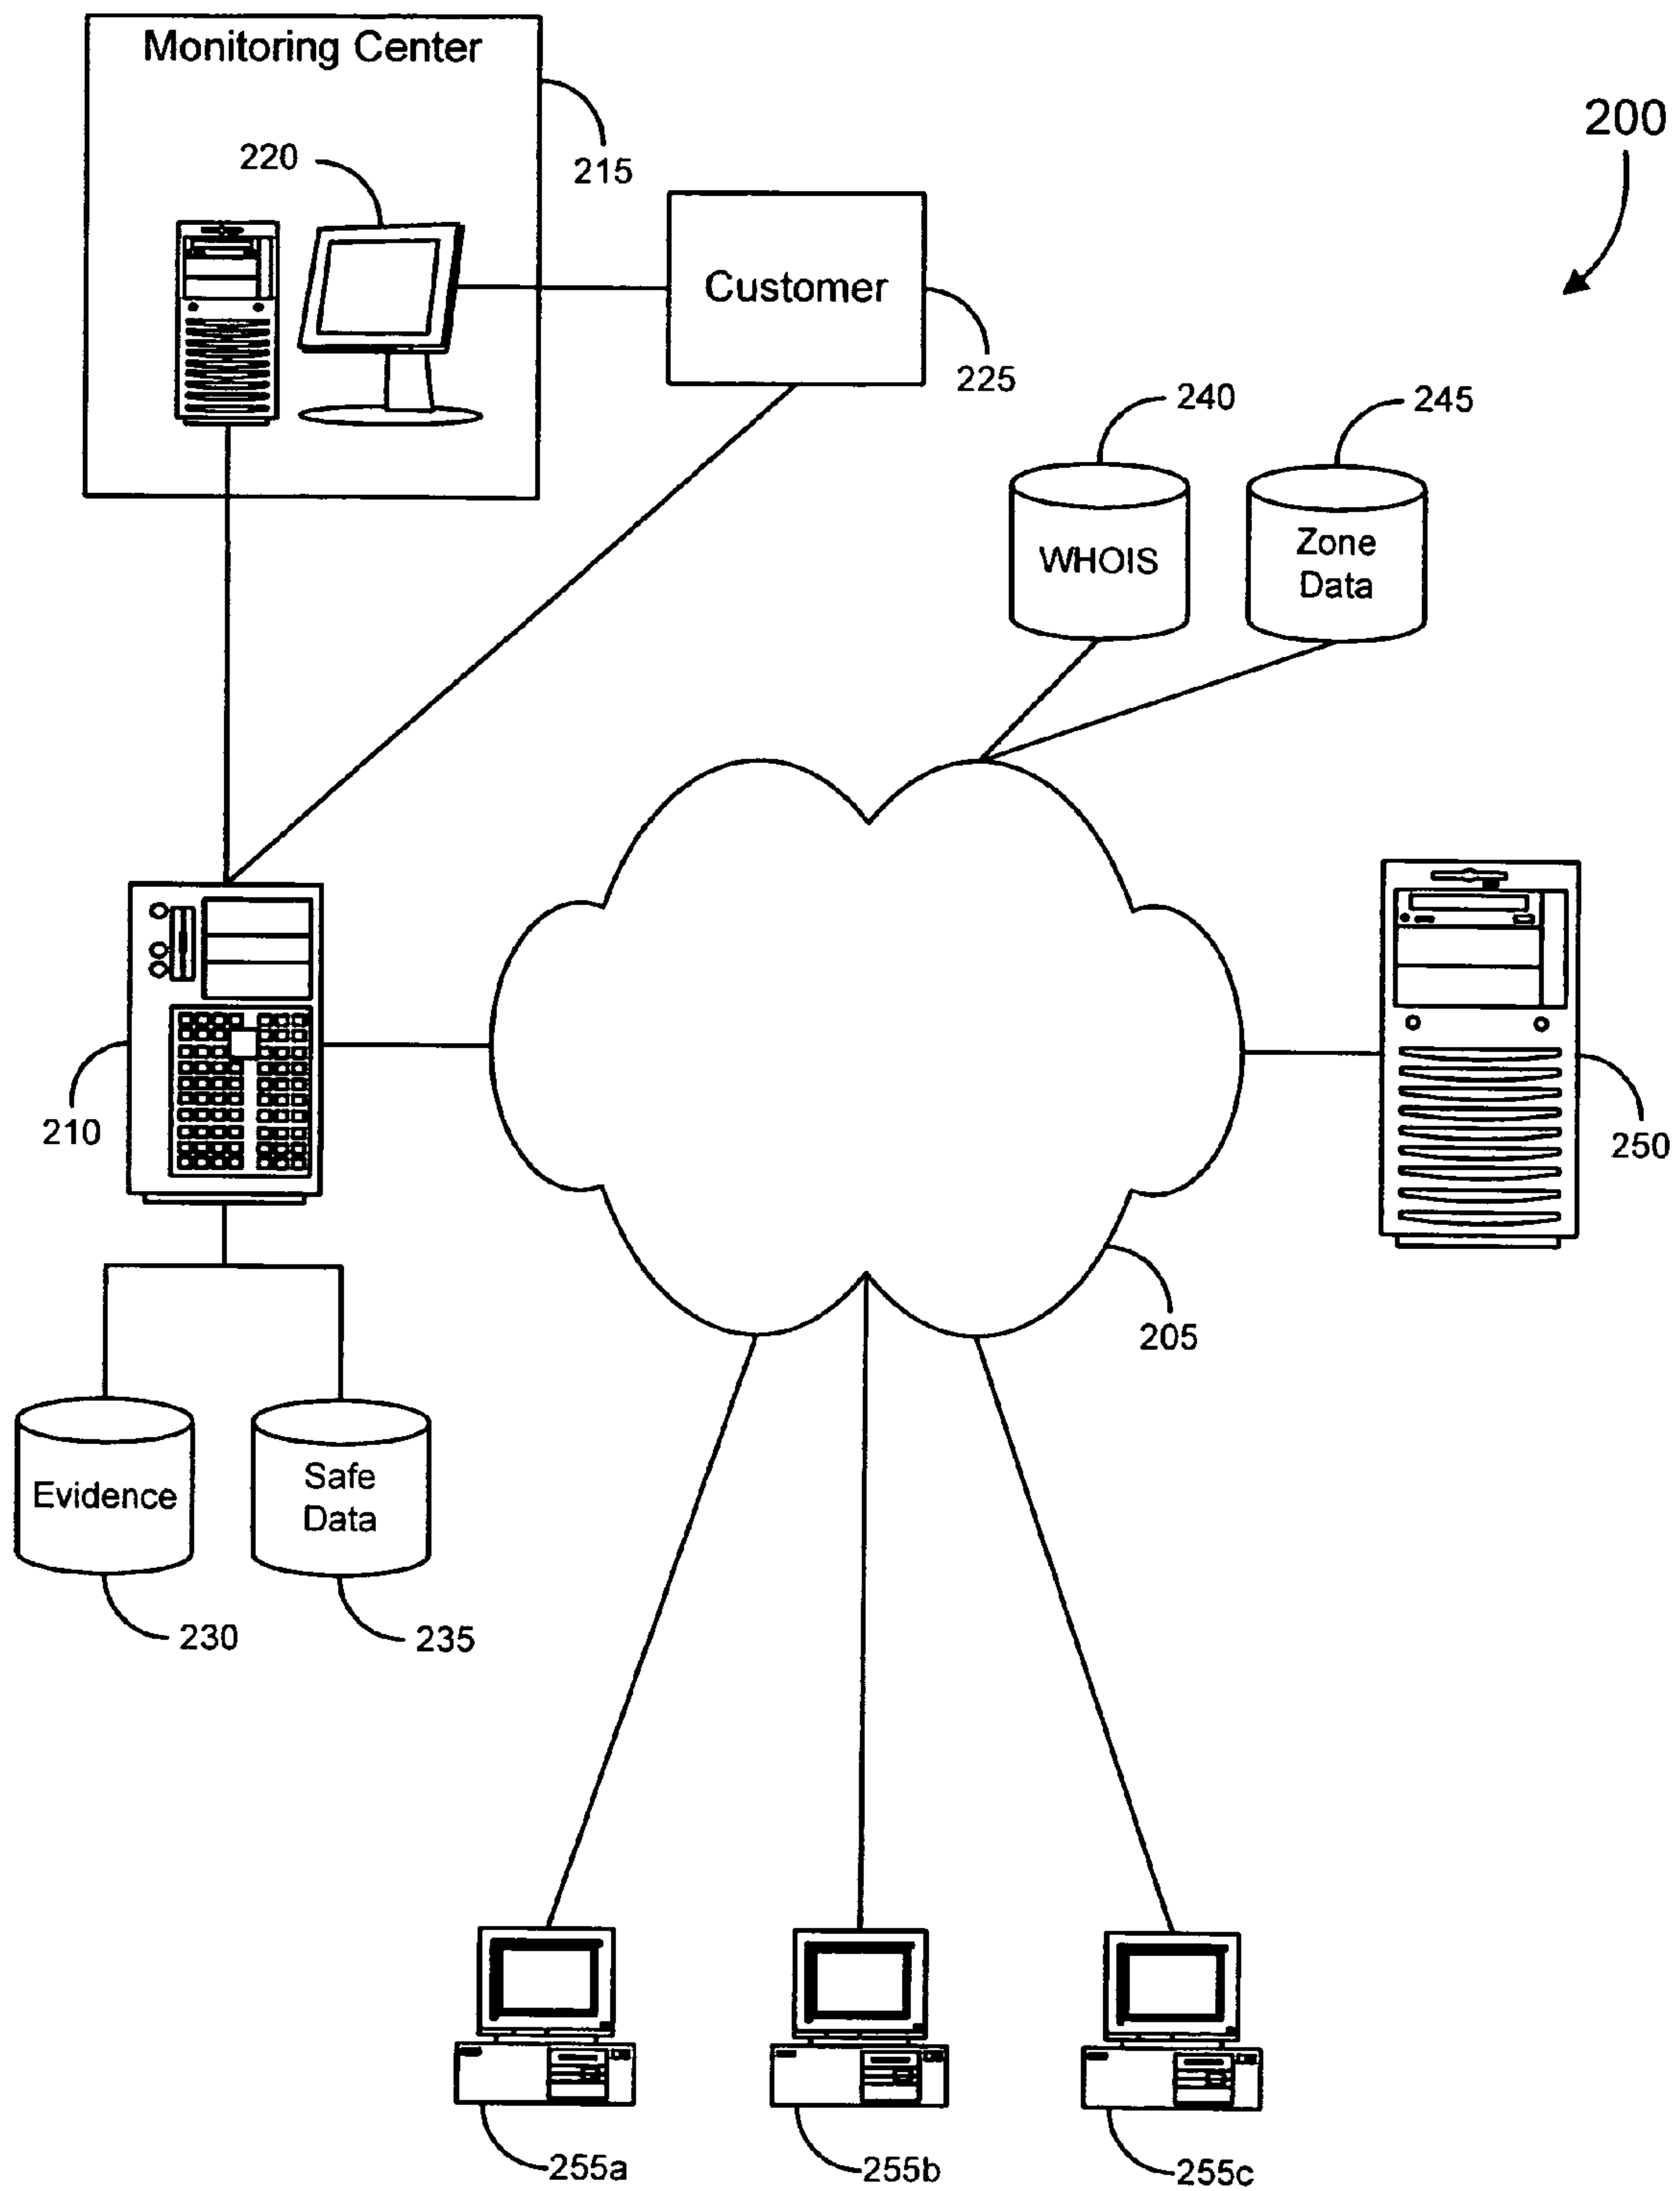 Monitoring Center
200
220
215
Customer
225
240
245
WHOIS
Zone
Data
210
250
205
Evidence
Safe
Data
230
235
255a
255b
255c